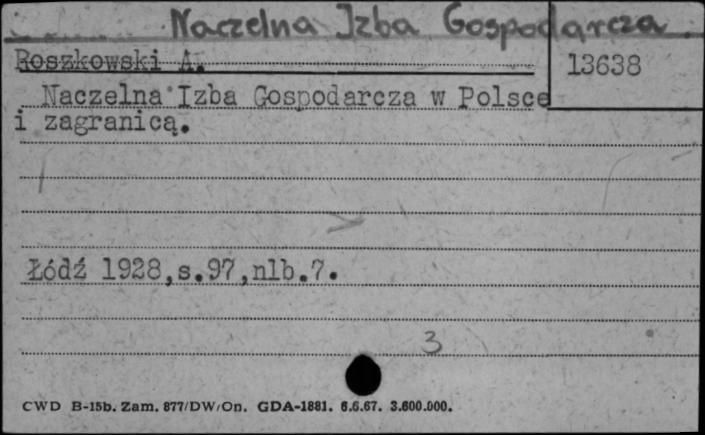 Naczelna Izba Gospodarcza
Roszkowski A.
13638
Naczelna Izba Gospodarcza w Polsce
i zagranicą.
Łódź 1928,s.97,nlb.7.
3
CWD B-15b. Zam. 877/DW/On. GDA-1881. 6.6.67. 3.600.000.